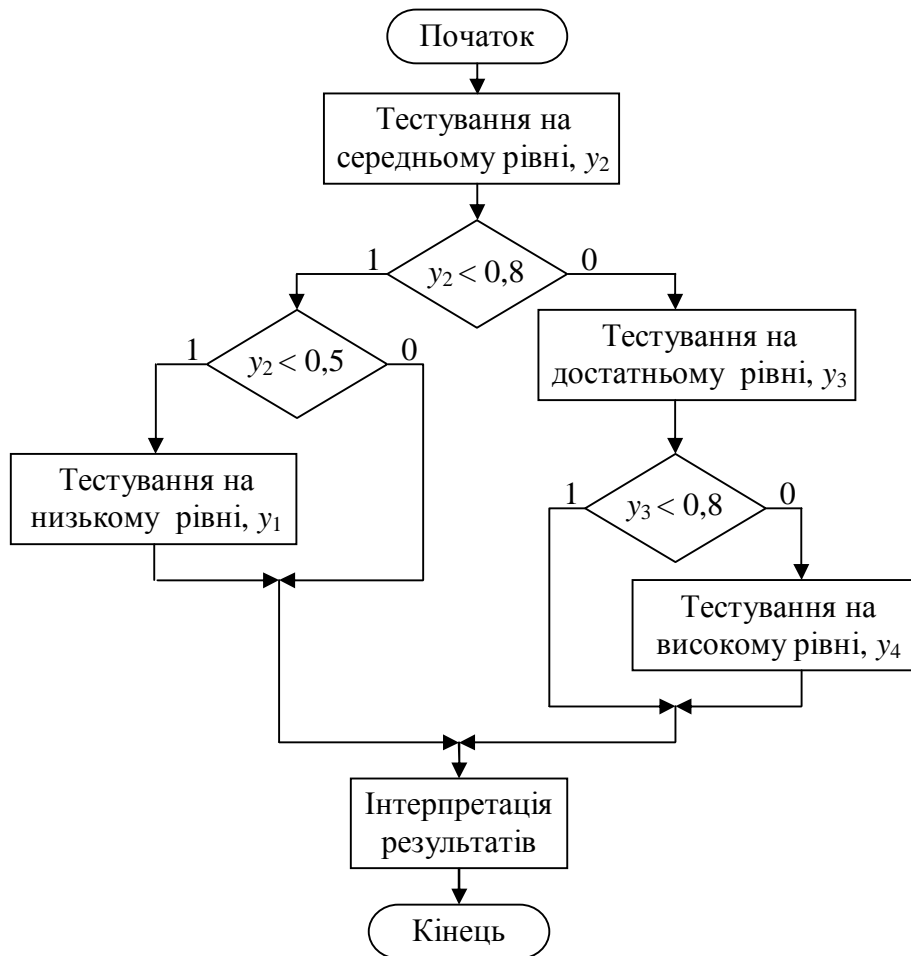 Початок
Тестування на
середньому рівні, y2
1
y2 < 0,8
0
1
y2 < 0,5
0
Тестування на
достатньому рівні, y3
Тестування на
низькому рівні, y1
1
y3 < 0,8
0
Тестування на
високому рівні, y4
Інтерпретація
результатів
Кінець